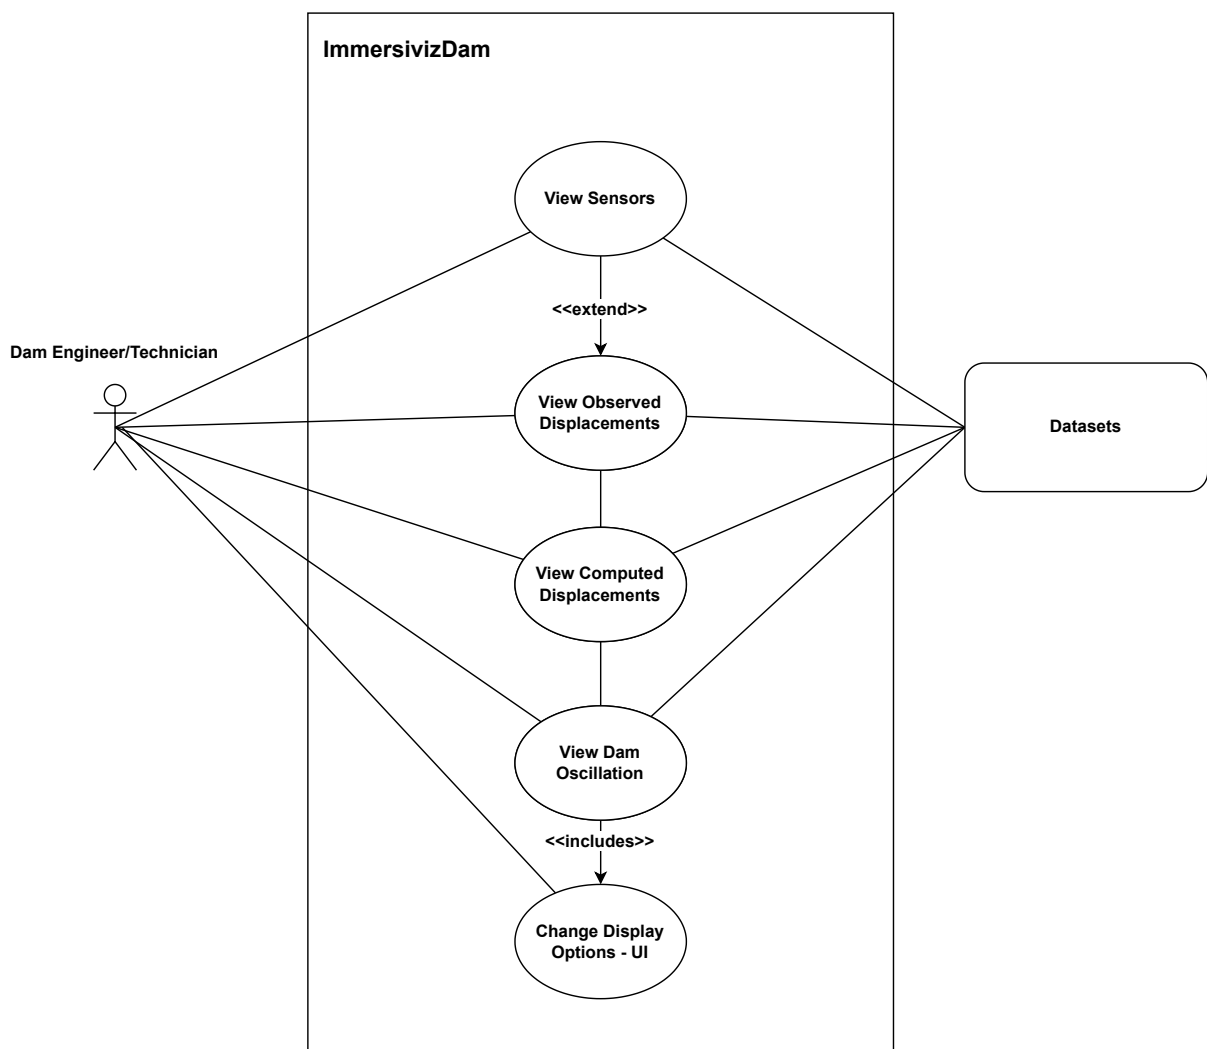 ImmersivizDam
View Sensors
<<extend>>
Dam Engineer/Technician
View Observed
Displacements
Datasets
View Computed
Displacements
View Dam
Oscillation
<<includes>>
Change Display
Options - UI